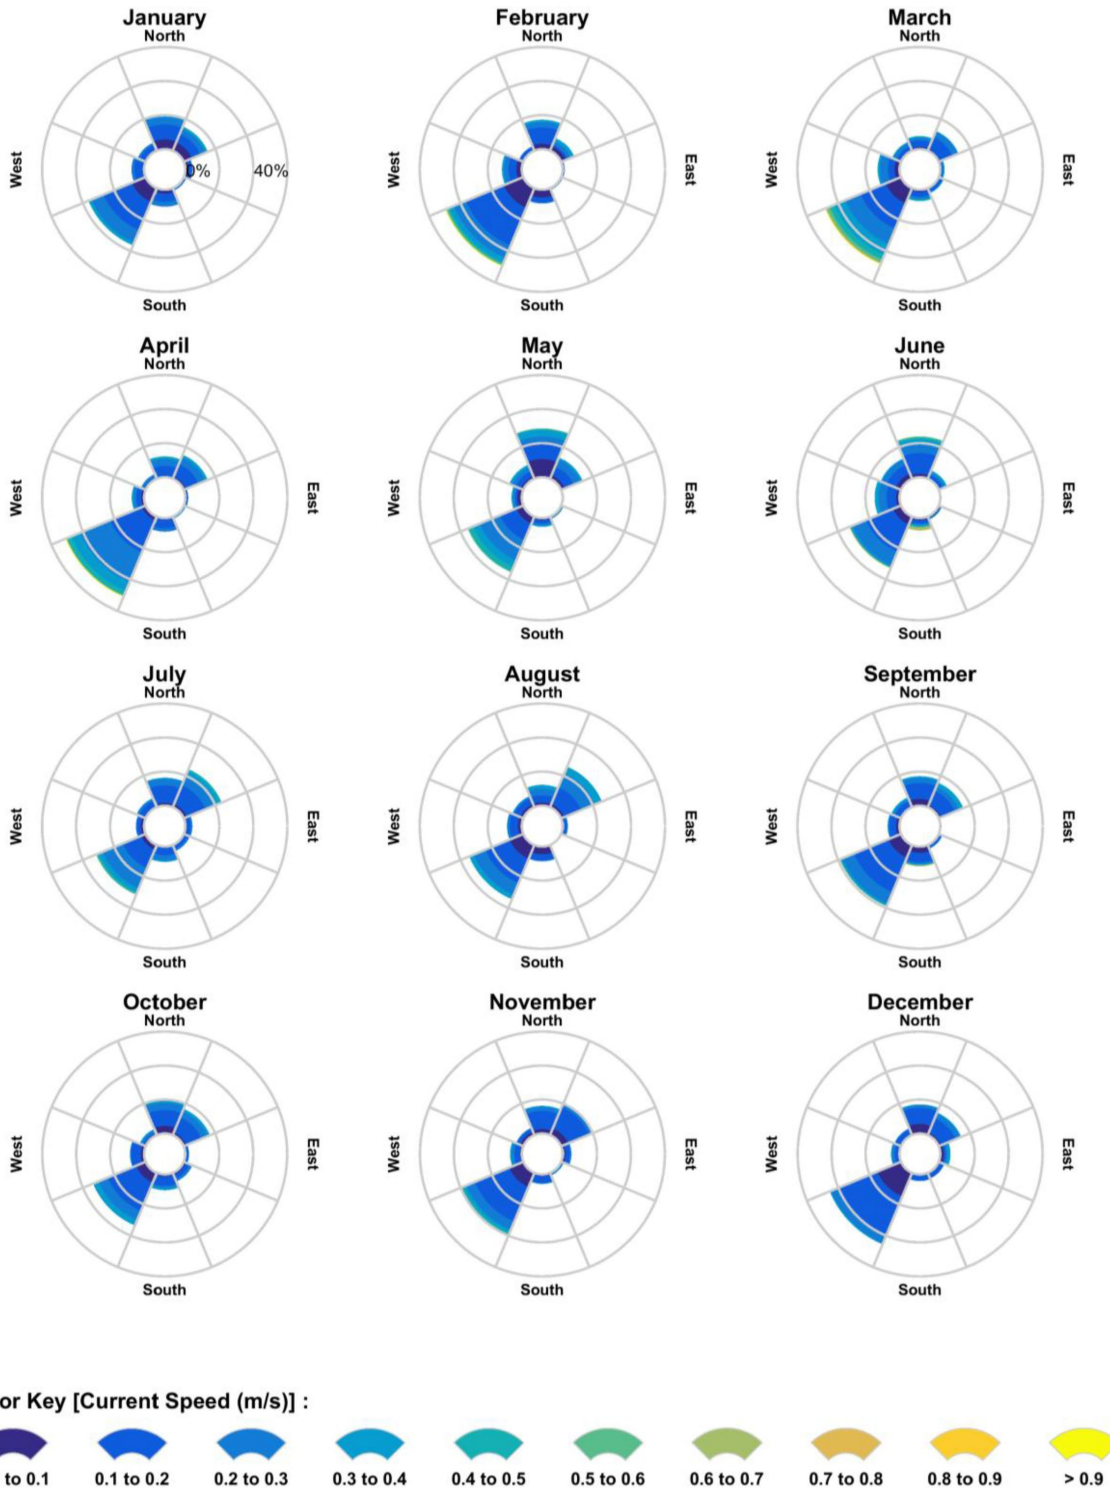 January February March
North North North
West 0% 40% West East West East
South South South
April May June
North North North
West East West East West East
South South South
July August September
North North North
West East West East West East
South South South
October November December
North North North
West East West East West East
South South South
or Key [Current Speed (m/s)] :
to 0.1 0.1 to 0.2 0.2 to 0.3 0.3 to 0.4 0.4 to 0.5 0.5 to 0.6 0.6 to 0.7 0.7 to 0.8 0.8 to 0.9 > 0.9